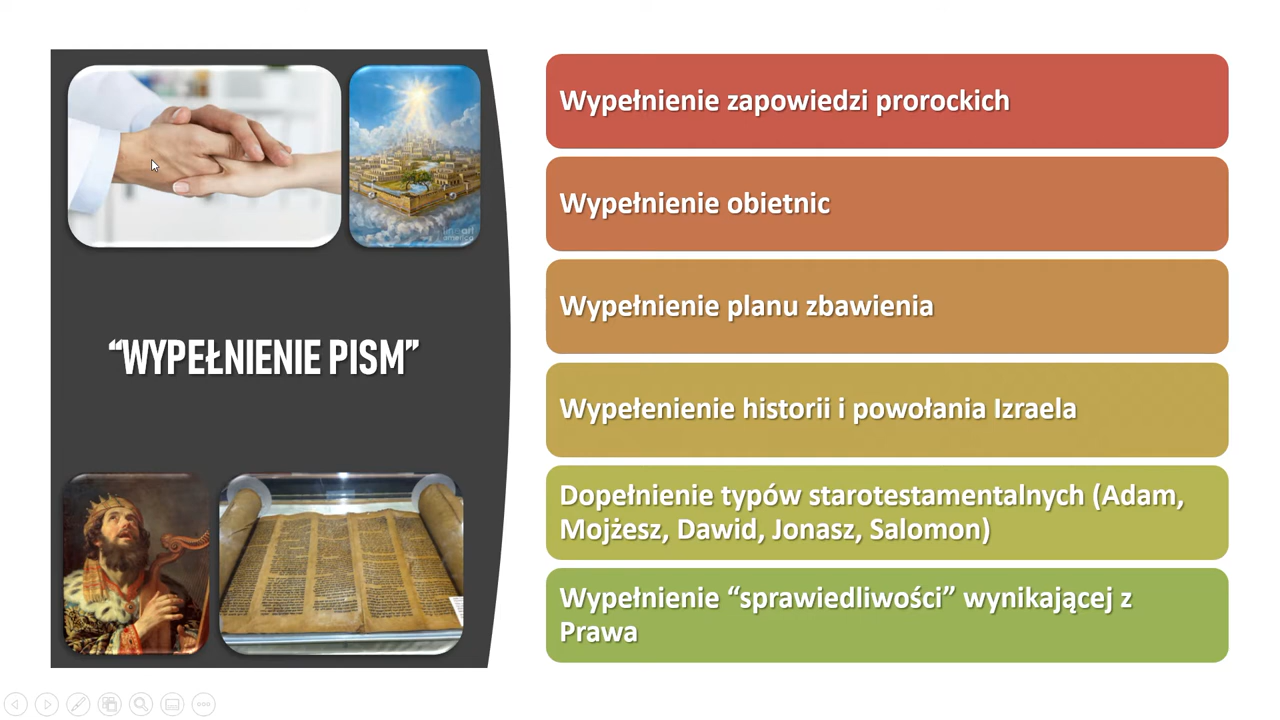 “WYPEŁNIENIE PISM”
Wypełnienie zapowiedzi prorockich
Wypełnienie obietnic
Wypełnienie planu zbawienia
Wypełenienie historii i powołania Izraela
Dopełnienie typów starotestamentalnych (Adam,
Mojżesz, Dawid, Jonasz, Salomon)
Wypełnienie “sprawiedliwości” wynikającej z
Prawa